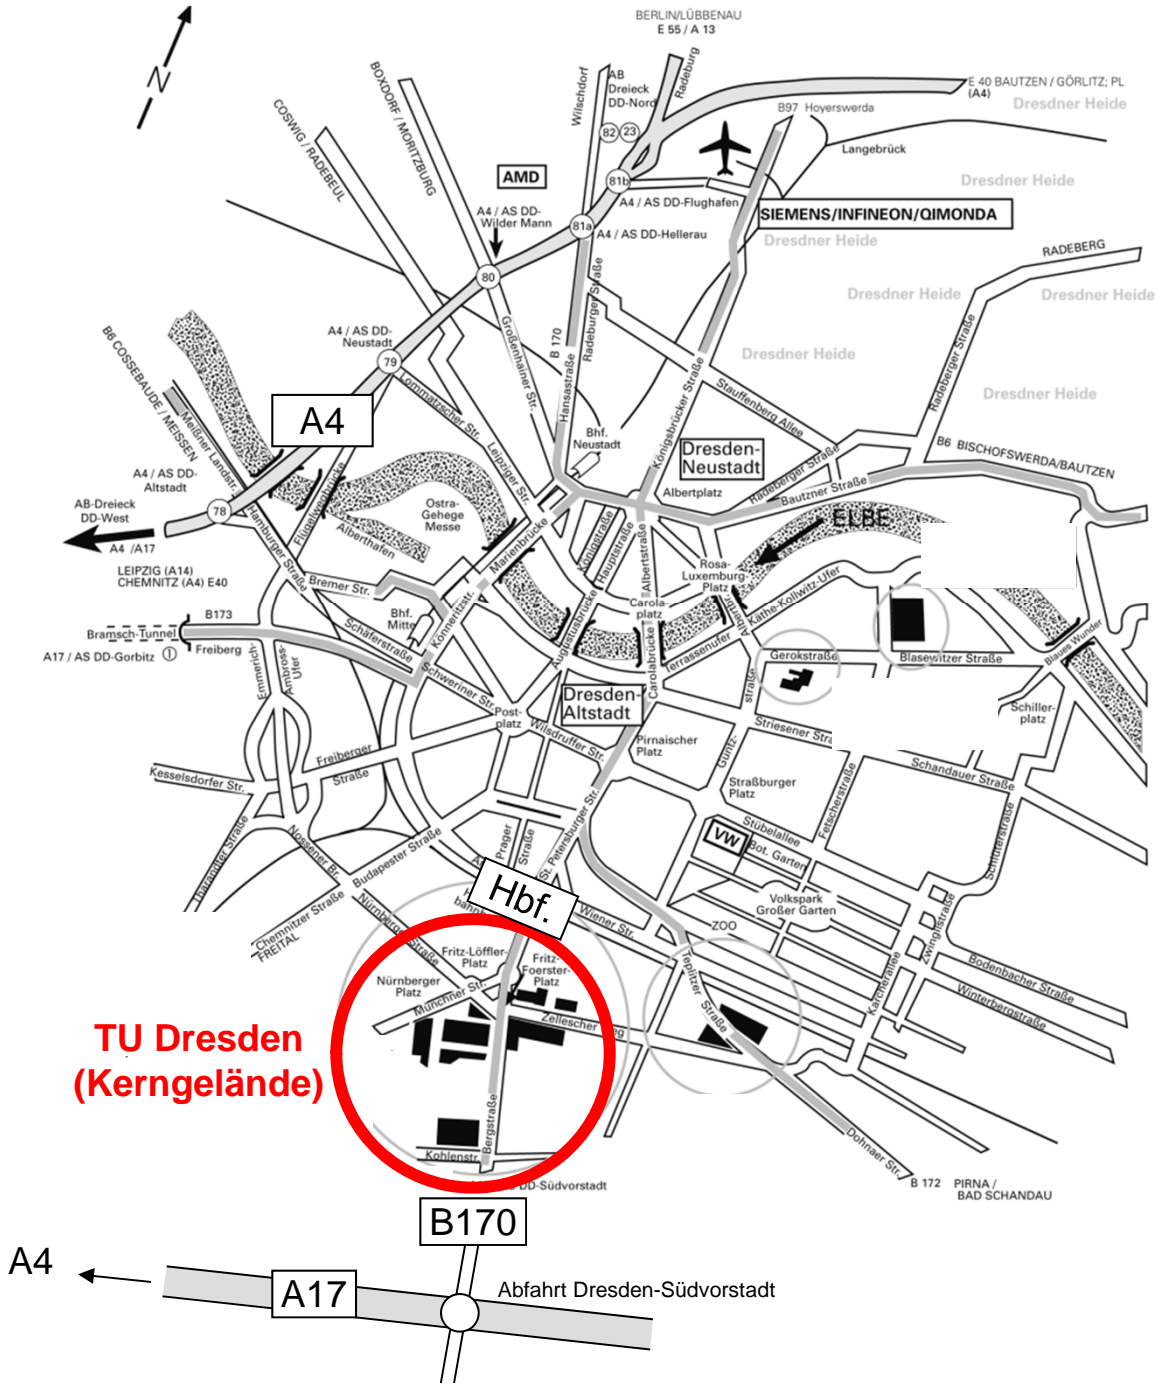 BERLIN/LÜBBENAU
E 55 / A 13
N
BOXDORF / MORITZBURG
COSWIG / RADEBEUL
Wilschdorf
AB
Dreieck
DD-Nord
Radeburg
82
23
E 40 BAUTZEN / GÖRLITZ; PL
(A4)
Dresdner Heide
B97 Hoyerswerda
Langebrück
AMD
81b
Dresdner Heide
A4 / AS DD-Flughafen
A4 / AS DD-
Wilder Mann
81a
A4 / AS DD-Hellerau
SIEMENS/INFINEON/QIMONDA
Dresdner Heide
RADEBERG
80
Dresdner Heide
Dresdner Heide
B6 COSSEBAUDE / MEISSEN
A4 / AS DD-
Neustadt
79
Großenhainer Str.
B 170
Hansastraße
Radeburger Straße
Dresdner Heide
Radeberger Straße
Dresdner Heide
Lommatzscher Str.
Stauffenberg Allee
Königsbrücker Straße
Meißner Landstr.
A4
Leipziger Str.
Bhf.
Neustadt
Dresden-
Neustadt
Radeberger Straße
B6 BISCHOFSWERDA/BAUTZEN
A4 / AS DD-
Altstadt
78
Flügelwegbrücke
Ostra-
Gehege
Messe
Albertplatz
Bautzner Straße
AB-Dreieck
DD-West
A4 /A17
Hamburger Straße
Alberthafen
Marienbrücke
Königstraße
Hauptstraße
Albertstraße
ELBE
LEIPZIG (A14)
CHEMNITZ (A4) E40
Bremer Str.
Rosa-
Luxemburg-
Platz
Käthe-Kollwitz-Ufer
Carola-
platz
Albertbr.
B173
Bhf.
Mitte
Könneritzstr.
Augustusbrücke
Carolabrücke
Terrassenufer
Bramsch-Tunnel
Freiberg
Schäferstraße
A17 / AS DD-Gorbitz
1
Gerokstraße
Blasewitzer Straße
Blaues Wunder
Emmerich-
Ambross-
Ufer
Schweriner Str.
Dresden-
Altstadt
straße
Schiller-
platz
Post-
platz
Wilsdruffer Str.
Pirnaischer
Platz
Striesener Stra
Güntz-
Freiberger
Straße
Kesselsdorfer Str.
Straßburger
Platz
Schandauer Straße
Fetscherstraße
Tharandter Straße
Nossener Br.
Budapester Straße
Prager
Straße
St. Petersburger Str.
Stübelallee
VW
Bot. Garten
Schlüterstraße
Hbf.
Volkspark
Großer Garten
Chemnitzer Straße
FREITAL
Nürnberger Straße
Wiener Str.
ZOO
Zwinglistraße
Fritz-Löffler-
Platz
Fritz-
Foerster-
Platz
Nürnberger
Platz
Münchner Str.
Teplitzer
Straße
Karcherallee
Bodenbacher Straße
Winterbergstraße
TU Dresden
(Kerngelände)
Zellescher
eg
Bergstraße
Kohlenstr.
Dohnaer Str.
DD-Südvorstadt
B 172
PIRNA /
BAD SCHANDAU
B170
A4
A17
Abfahrt Dresden-Südvorstadt